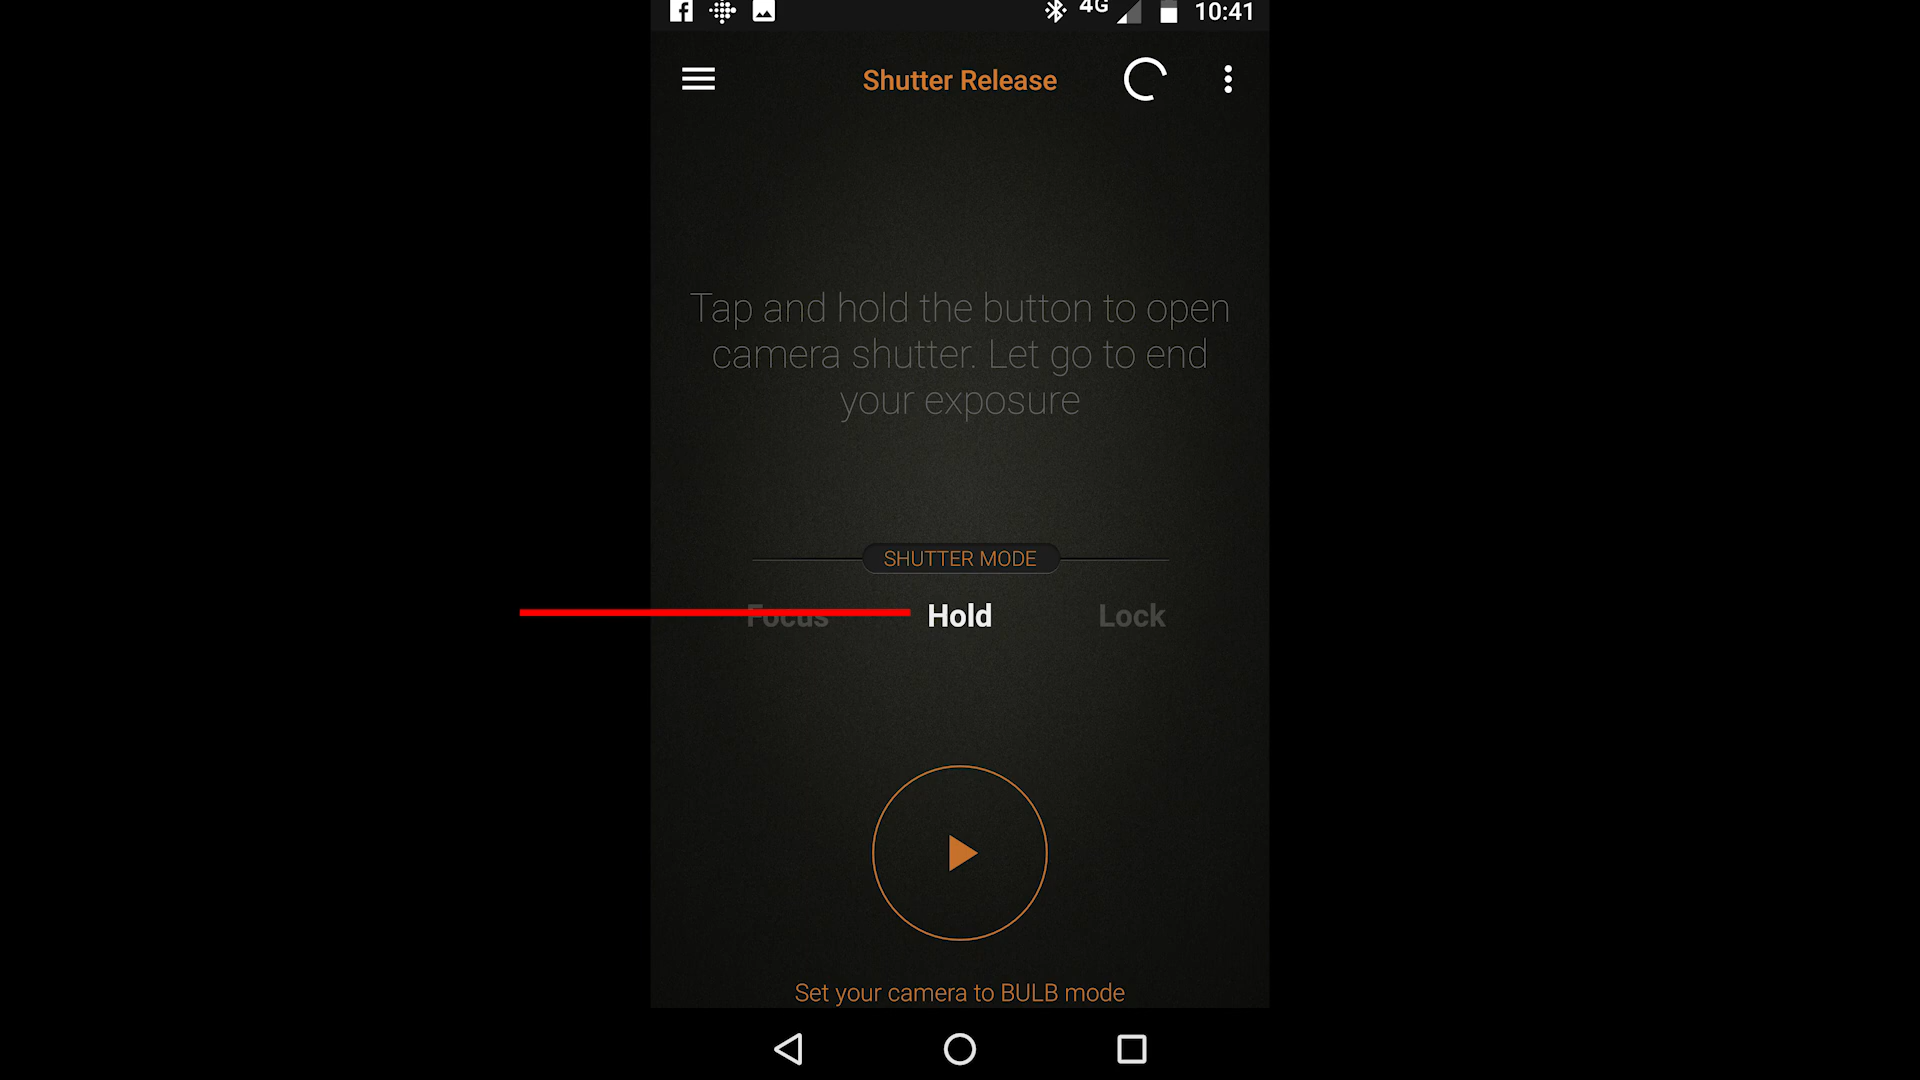 4G 10:41
Shutter Release
Tap and hold the button to open
camera shutter. Let go to end
your exposure
SHUTTER MODE
Focus Hold Lock
Set your camera to BULB mode